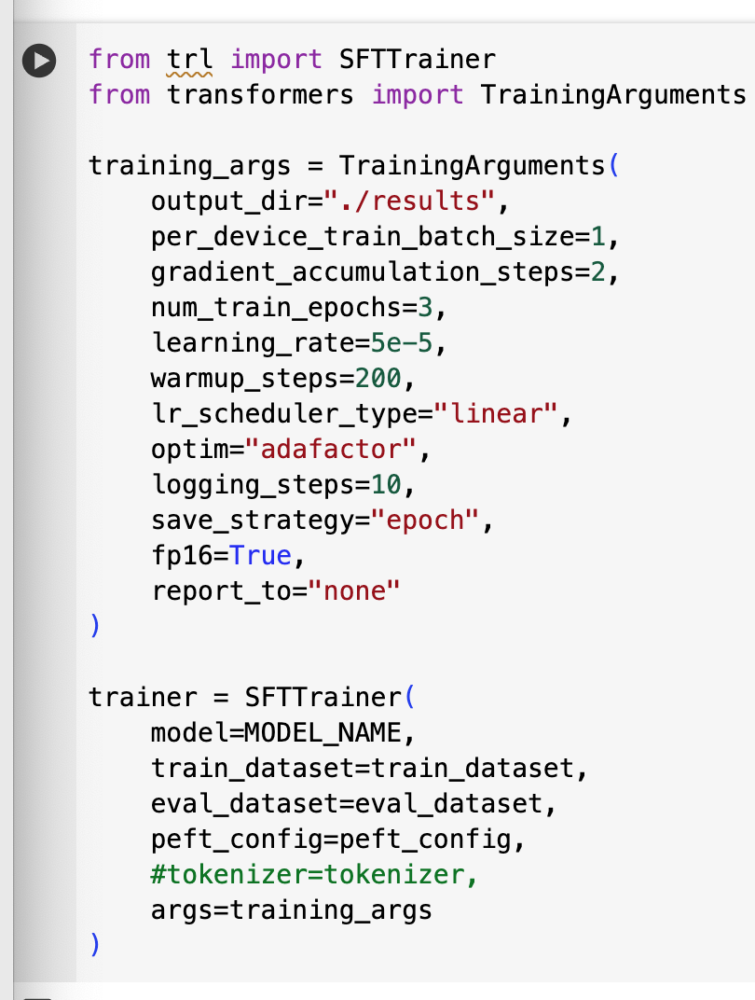 from trl import SFTTrainer
from transformers import TrainingArguments

training_args = TrainingArguments(
    output_dir="./results",
    per_device_train_batch_size=1,
    gradient_accumulation_steps=2,
    num_train_epochs=3,
    learning_rate=5e-5,
    warmup_steps=200,
    lr_scheduler_type="linear",
    optim="adafactor",
    logging_steps=10,
    save_strategy="epoch",
    fp16=True,
    report_to="none"
)

trainer = SFTTrainer(
    model=MODEL_NAME,
    train_dataset=train_dataset,
    eval_dataset=eval_dataset,
    peft_config=peft_config,
    #tokenizer=tokenizer,
    args=training_args
)